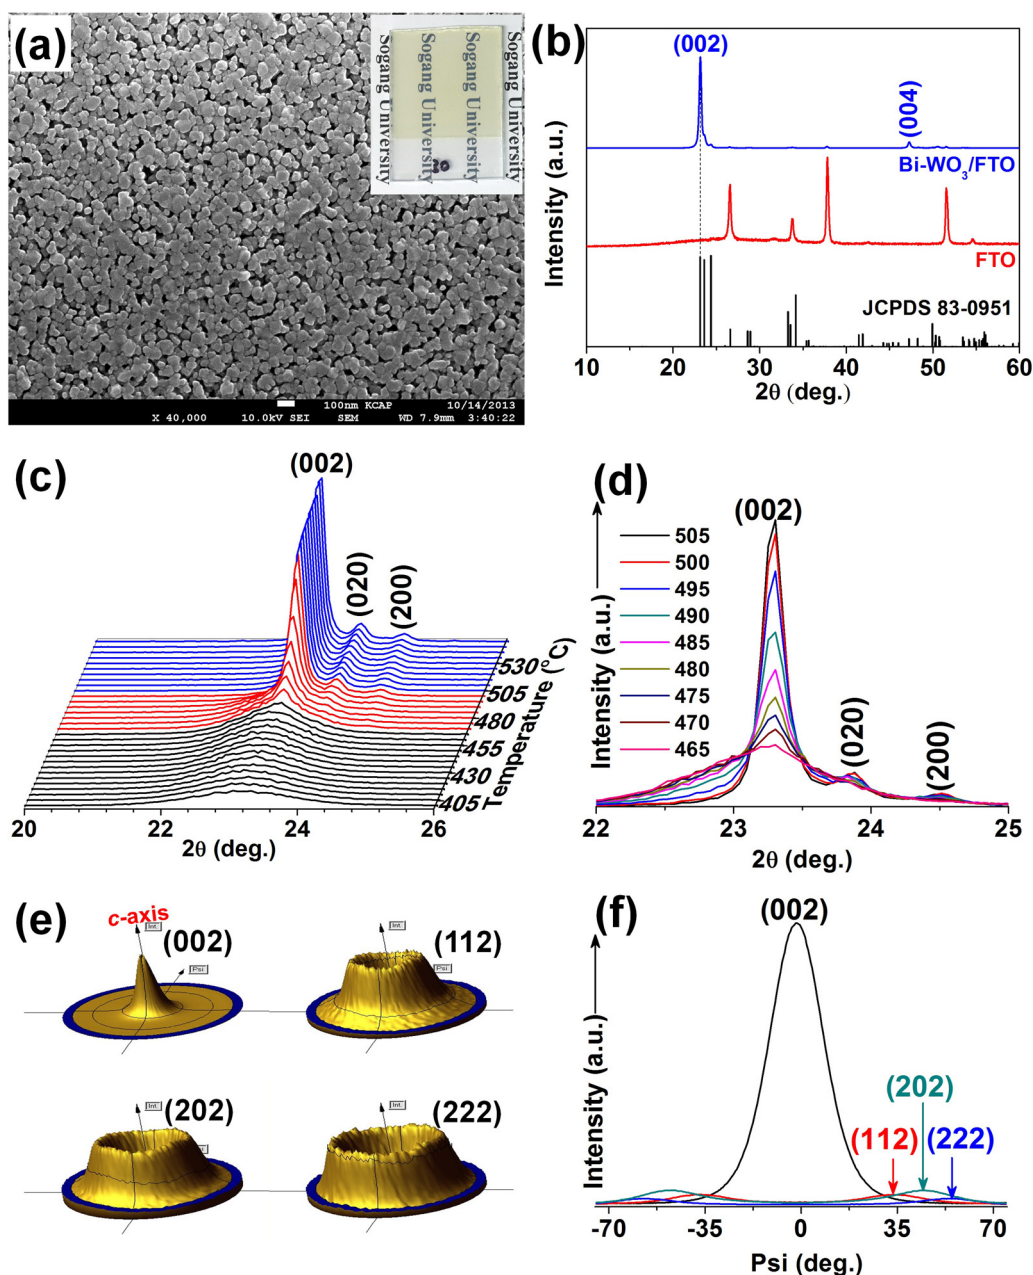 (a)
Sogang University
Sogang University
Sogang University
Sogang University
100nm KCAP 10/14/2013
X 40,000 10.0kV SEI SEM WD 7.9mm 3:40:22
(b)
(002)
(004)
Bi-WO₃/FTO
FTO
JCPDS 83-0951
Intensity (a.u.)
10 20 30 40 50 60
2θ (deg.)
(c)
(002)
(020)
(200)
530
505
480
455
430
405
Temperature (°C)
20 22 24 26
2θ (deg.)
(d)
(002)
505
500
495
490
485
480
475
470
465
(020)
(200)
Intensity (a.u.)
22 23 24 25
2θ (deg.)
(e)
c-axis
Int.
(002)
Psi
Int.
(112)
Psi
Int.
(202)
Int.
(222)
(f)
(002)
(202)
(112)
(222)
Intensity (a.u.)
-70 -35 0 35 70
Psi (deg.)